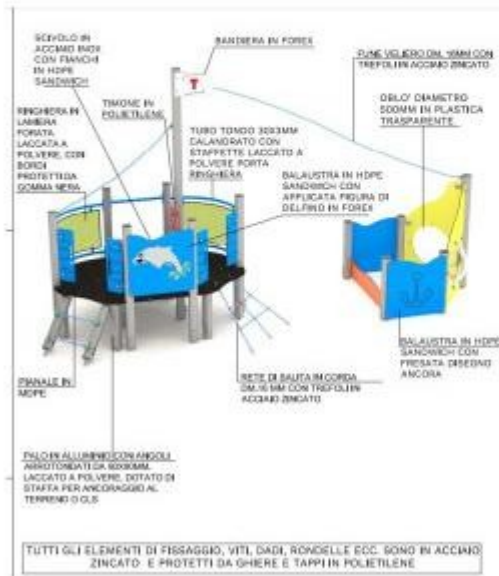 SCIVOLO IN
ACCIAIO INOX
CON FIANCHI
IN HDPE
SANDWICH
BANDIERA IN FOREX
FUNE VELIERO DM. 16MM CON
TREFOLI IN ACCIAIO ZINCATO
RINGHIERA IN
LAMIERA
FORATA
LACCATA A
POLVERE, CON
BORDI
PROTETTI DA
GOMMA NERA
TIMONE IN
POLIETILENE
TUBO TONDO 30X3MM
CALANDRATO CON
STAFFETTE LACCATO A
POLVERE PORTA
RINGHIERA
OBLO' DIAMETRO
500MM IN PLASTICA
TRASPARENTE
BALAUSTRA IN HDPE
SANDWICH CON
APPLICATA FIGURA DI
DELFINO IN FOREX
T
PIANALE IN
MDPE
RETE DI SALITA IN CORDA
DM.16 MM CON TREFOLI IN
ACCIAIO ZINCATO
BALAUSTRA IN HDPE
SANDWICH CON
FRESATA DISEGNO
ANCORA
PALO IN ALLUMINIO CON ANGOLI
ARROTONDATI DA
LACCATO A POLVERE, DOTATO DI
STAFFA PER ANCORAGGIO AL
TERRENO O CLS
TUTTI GLI ELEMENTI DI FISSAGGIO, VITI, DADI, RONDELLE ECC. SONO IN ACCIAIO
ZINCATO E PROTETTI DA GHIERE E TAPPI IN POLIETILENE